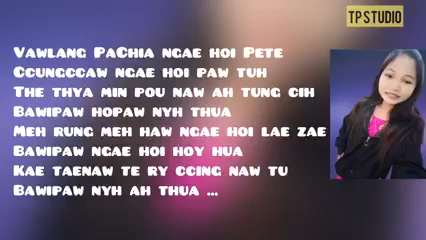 TP STUDIO
Vawlang PaChia ngae hoi Pete
Ccungccaw ngae hoi paw tuh
The thya min pou naw ah tung cih
Bawipaw hopaw nyh thua
Meh rung meh haw ngae hoi lae zae
Bawipaw ngae hoi hoy hua
Kae taenaw te ry ccing naw tu
Bawipaw nyh ah thua ...